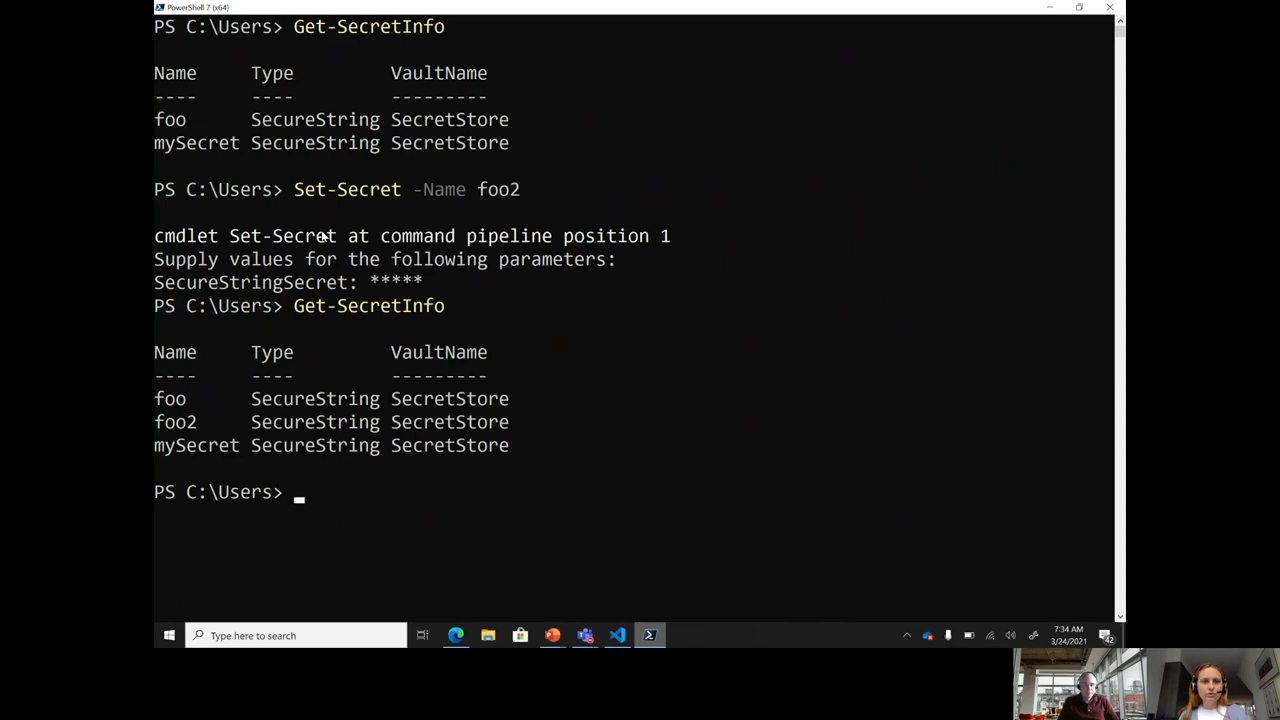 PowerShell 7 (x64)
PS C:\Users> Get-SecretInfo
Name Type VaultName
---- ---- ---------
foo SecureString SecretStore
mySecret SecureString SecretStore
PS C:\Users> Set-Secret -Name foo2
cmdlet Set-Secret at command pipeline position 1
Supply values for the following parameters:
SecureStringSecret: *****
PS C:\Users> Get-SecretInfo
Name Type VaultName
---- ---- ---------
foo SecureString SecretStore
foo2 SecureString SecretStore
mySecret SecureString SecretStore
PS C:\Users>
Type here to search
7:34 AM
3/24/2021
42